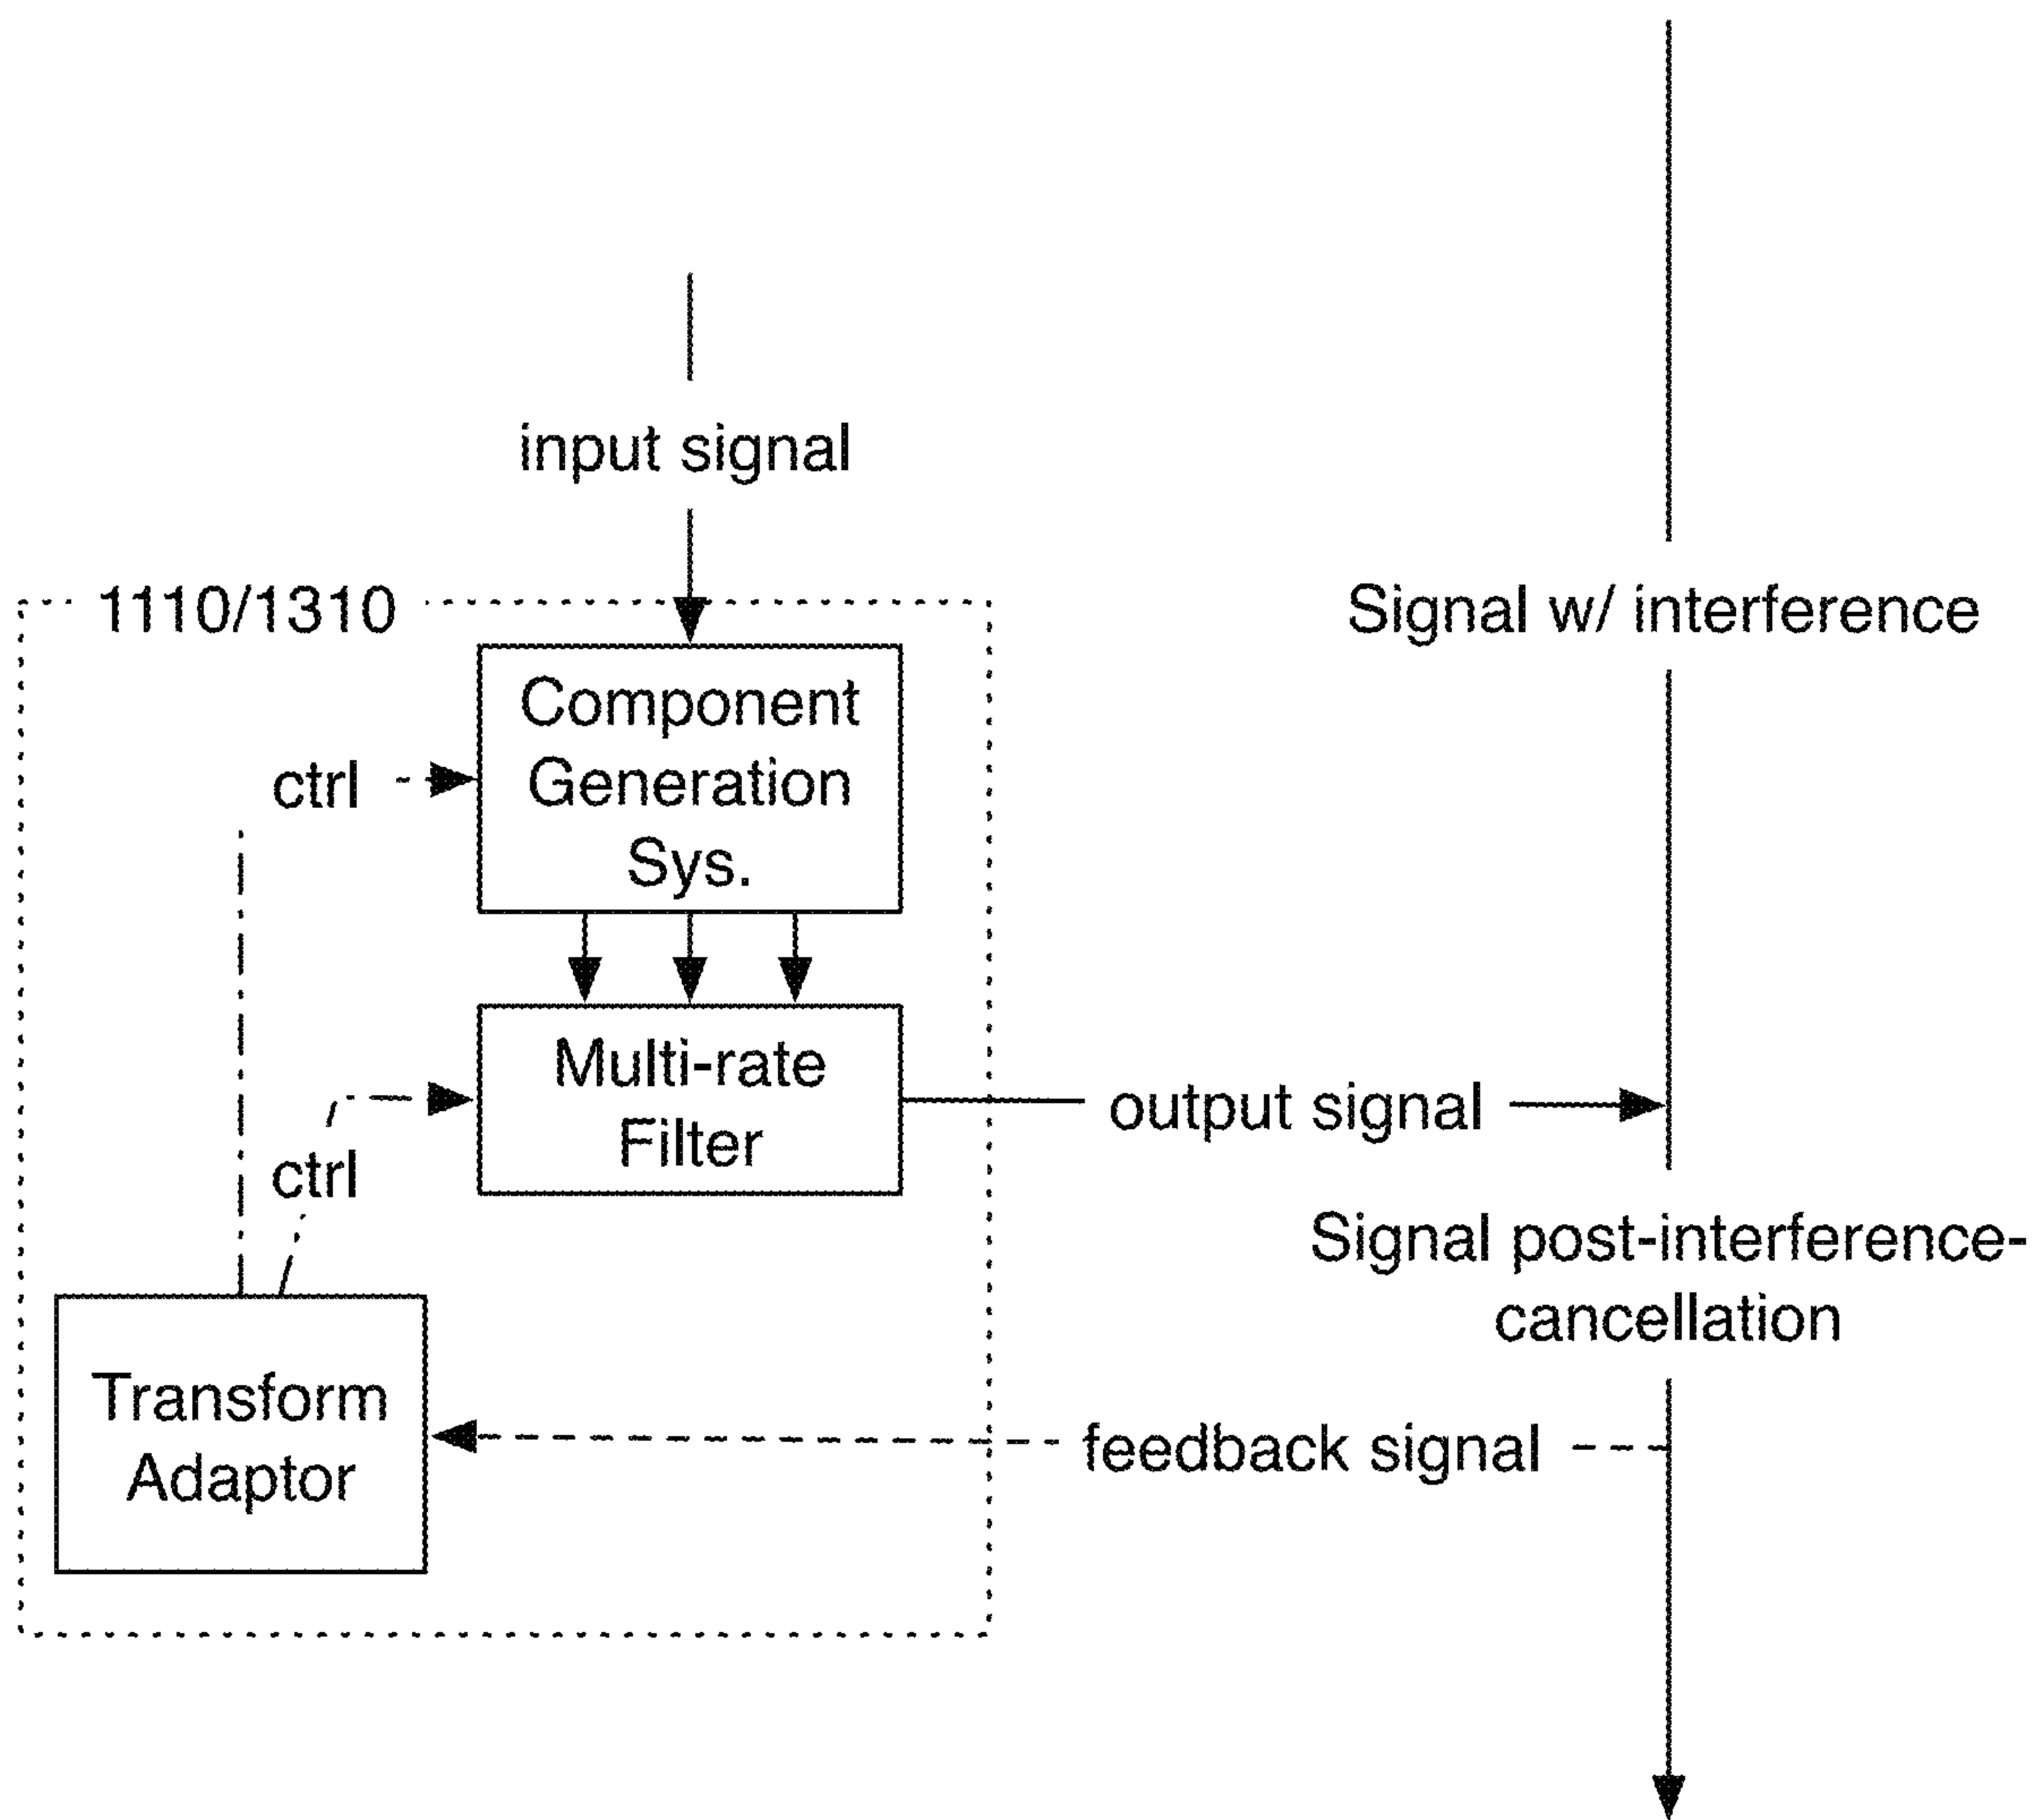 input signal
1110/1310
Signal w/ interference
Component
Generation
Sys.
ctrl
Multi-rate
Filter
output signal
ctrl
Signal post-interference-
cancellation
Transform
Adaptor
feedback signal